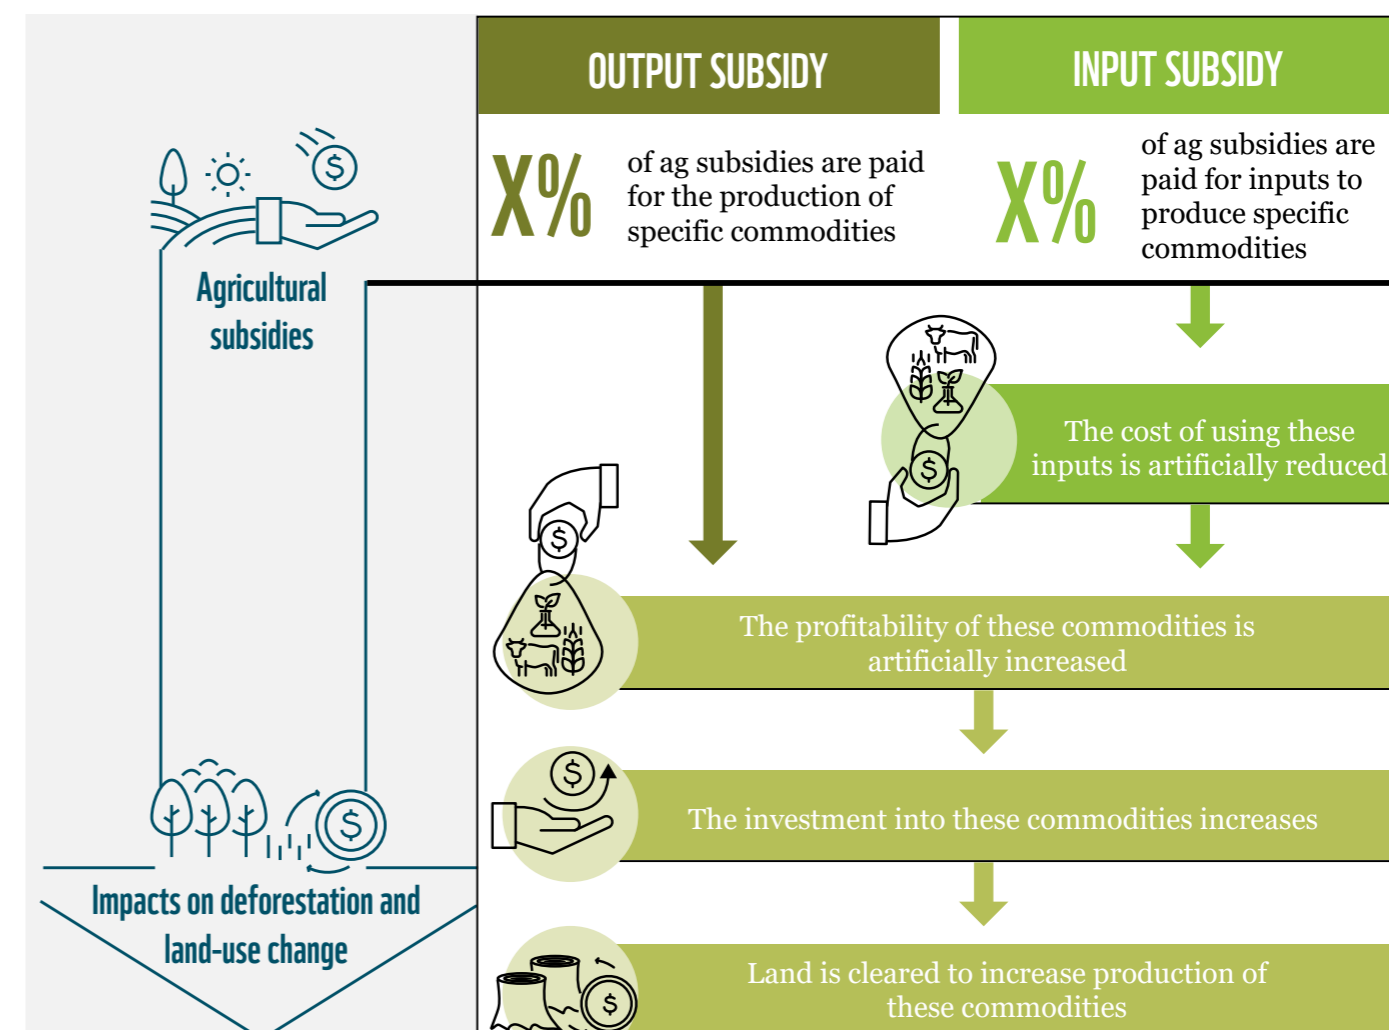 OUTPUT SUBSIDY
INPUT SUBSIDY
X%
of ag subsidies are paid
for the production of
specific commodities
X%
of ag subsidies are
paid for inputs to
produce specific
commodities
Agricultural
subsidies
$
The cost of using these
inputs is artificially reduced
$
$
The profitability of these commodities is
artificially increased
$
The investment into these commodities increases
$
Impacts on deforestation and
land-use change
Land is cleared to increase production of
these commodities
$